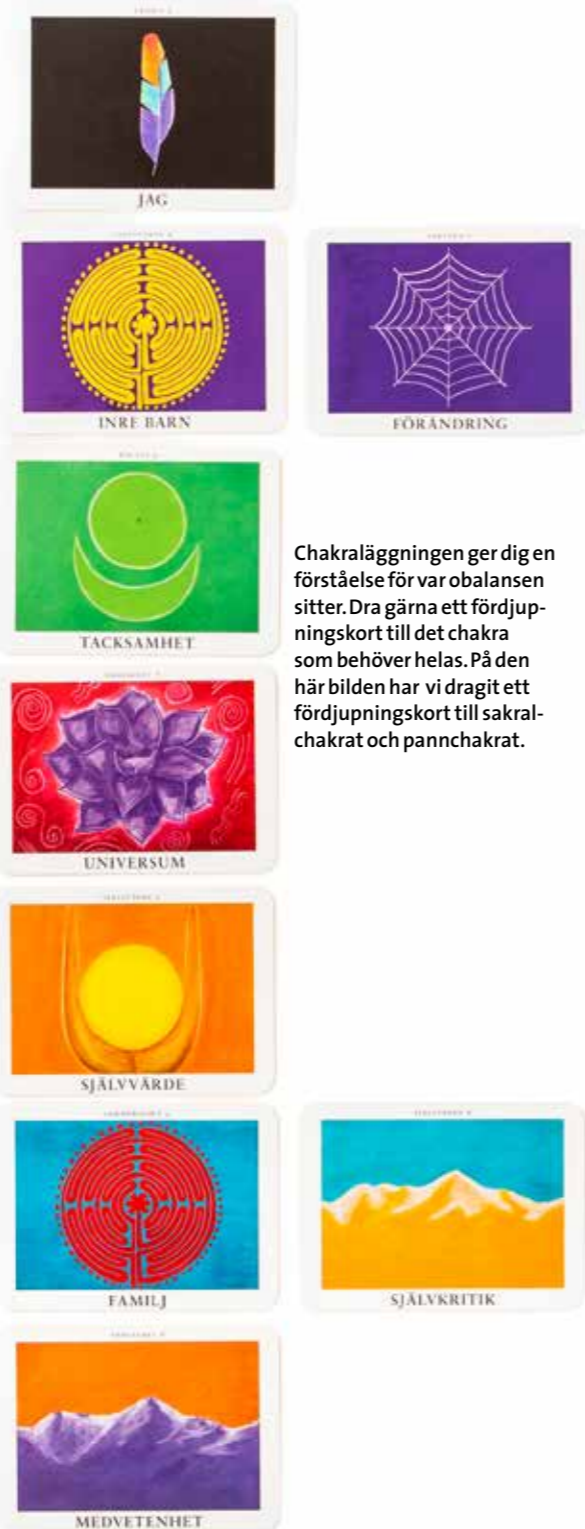 JAG
INRE BARN
FÖRÄNDRING
TACKSAMHET
Chakraläggningen ger dig en
förståelse för var obalansen
sitter. Dra gärna ett fördjup-
ningskort till det chakra
som behöver helas. På den
här bilden har vi dragit ett
fördjupningskort till sakral-
chakrat och pannchakrat.
UNIVERSUM
SJÄLVVÄRDE
FAMILJ
SJÄLVKRITIK
MEDVETENHET